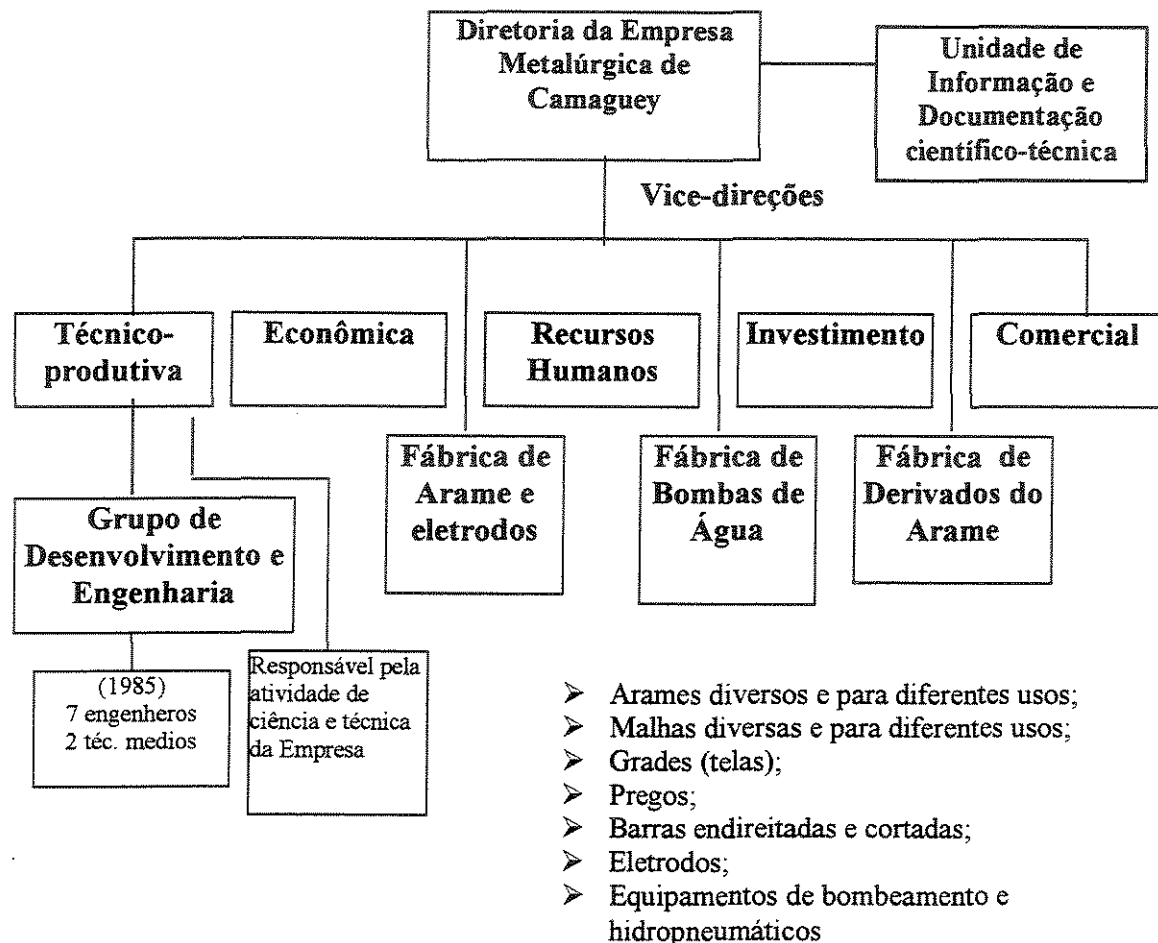 Diretoria da Empresa
Metalúrgica de
Camaguey
Unidade de
Informação e
Documentação
científico-técnica
Vice-direções
Técnico-
produtiva
Econômica
Recursos
Humanos
Investimento
Comercial
Fábrica de
Arame e
eletrodos
Fábrica de
Bombas de
Água
Fábrica de
Derivados do
Arame
Grupo de
Desenvolvimento e
Engenharia
(1985)
7 engenheros
2 téc. medios
Responsável pela
atividade de
ciência e técnica
da Empresa
➢ Arames diversos e para diferentes usos;
➢ Malhas diversas e para diferentes usos;
➢ Grades (telas);
➢ Pregos;
➢ Barras endireitadas e cortadas;
➢ Eletrodos;
➢ Equipamentos de bombeamento e
hidropneumáticos